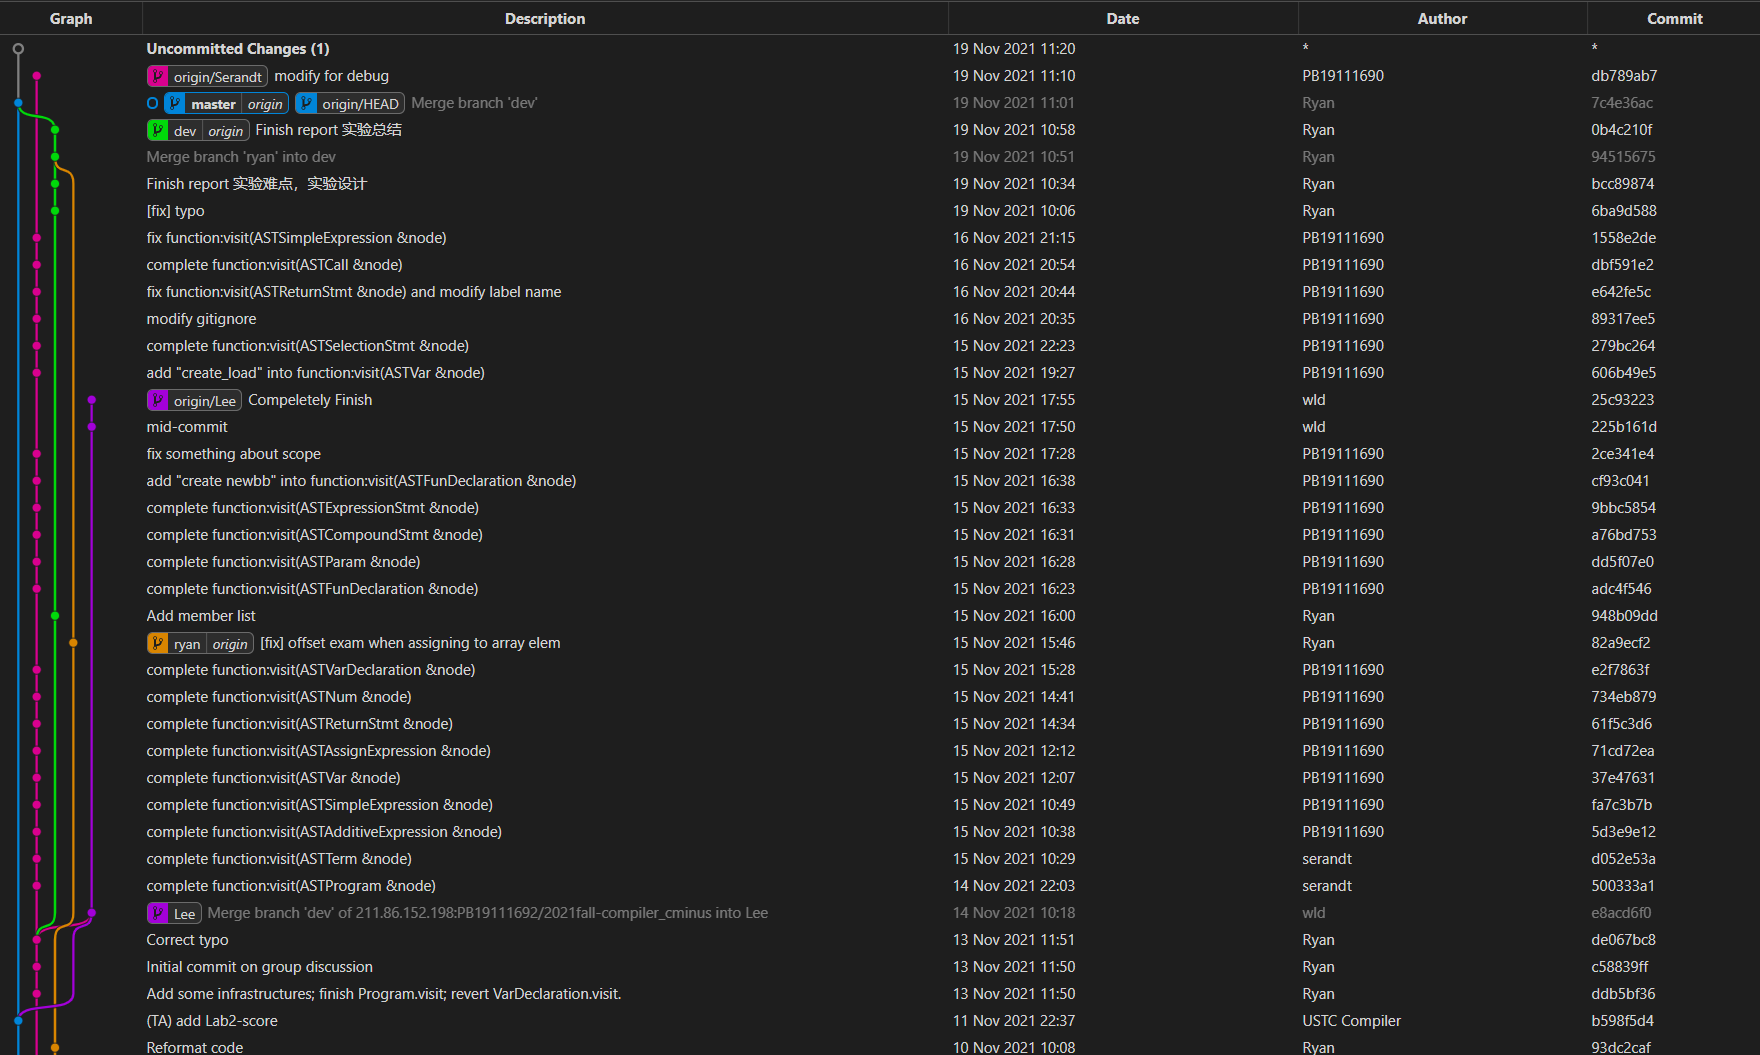 Graph Description Date Author Commit
Uncommitted Changes (1) 19 Nov 2021 11:20 * *
origin/Serandt modify for debug 19 Nov 2021 11:10 PB19111690 db789ab7
master origin origin/HEAD Merge branch 'dev' 19 Nov 2021 11:01 Ryan 7c4e36ac
dev origin Finish report 实验总结 19 Nov 2021 10:58 Ryan 0b4c210f
Merge branch 'ryan' into dev 19 Nov 2021 10:51 Ryan 94515675
Finish report 实验难点，实验设计 19 Nov 2021 10:34 Ryan bcc89874
[fix] typo 19 Nov 2021 10:06 Ryan 6ba9d588
fix function:visit(ASTSimpleExpression &node) 16 Nov 2021 21:15 PB19111690 1558e2de
complete function:visit(ASTCall &node) 16 Nov 2021 20:54 PB19111690 dbf591e2
fix function:visit(ASTReturnStmt &node) and modify label name 16 Nov 2021 20:44 PB19111690 e642fe5c
modify gitignore 16 Nov 2021 20:35 PB19111690 89317ee5
complete function:visit(ASTSelectionStmt &node) 15 Nov 2021 22:23 PB19111690 279bc264
add "create_load" into function:visit(ASTVar &node) 15 Nov 2021 19:27 PB19111690 606b49e5
origin/Lee Compeletely Finish 15 Nov 2021 17:55 wld 25c93223
mid-commit 15 Nov 2021 17:50 wld 225b161d
fix something about scope 15 Nov 2021 17:28 PB19111690 2ce341e4
add "create newbb" into function:visit(ASTFunDeclaration &node) 15 Nov 2021 16:38 PB19111690 cf93c041
complete function:visit(ASTExpressionStmt &node) 15 Nov 2021 16:33 PB19111690 9bbc5854
complete function:visit(ASTCompoundStmt &node) 15 Nov 2021 16:31 PB19111690 a76bd753
complete function:visit(ASTParam &node) 15 Nov 2021 16:28 PB19111690 dd5f07e0
complete function:visit(ASTFunDeclaration &node) 15 Nov 2021 16:23 PB19111690 adc4f546
Add member list 15 Nov 2021 16:00 Ryan 948b09dd
ryan origin [fix] offset exam when assigning to array elem 15 Nov 2021 15:46 Ryan 82a9ecf2
complete function:visit(ASTVarDeclaration &node) 15 Nov 2021 15:28 PB19111690 e2f7863f
complete function:visit(ASTNum &node) 15 Nov 2021 14:41 PB19111690 734eb879
complete function:visit(ASTReturnStmt &node) 15 Nov 2021 14:34 PB19111690 61f5c3d6
complete function:visit(ASTAssignExpression &node) 15 Nov 2021 12:12 PB19111690 71cd72ea
complete function:visit(ASTVar &node) 15 Nov 2021 12:07 PB19111690 37e47631
complete function:visit(ASTSimpleExpression &node) 15 Nov 2021 10:49 PB19111690 fa7c3b7b
complete function:visit(ASTAdditiveExpression &node) 15 Nov 2021 10:38 PB19111690 5d3e9e12
complete function:visit(ASTTerm &node) 15 Nov 2021 10:29 serandt d052e53a
complete function:visit(ASTProgram &node) 14 Nov 2021 22:03 serandt 500333a1
Lee Merge branch 'dev' of 211.86.152.198:PB19111692/2021fall-compiler_cminus into Lee 14 Nov 2021 10:18 wld e8acd6f0
Correct typo 13 Nov 2021 11:51 Ryan de067bc8
Initial commit on group discussion 13 Nov 2021 11:50 Ryan c58839ff
Add some infrastructures; finish Program.visit; revert VarDeclaration.visit. 13 Nov 2021 11:50 Ryan ddb5bf36
(TA) add Lab2-score 11 Nov 2021 22:37 USTC Compiler b598f5d4
Reformat code 10 Nov 2021 10:08 Ryan 93dc2caf